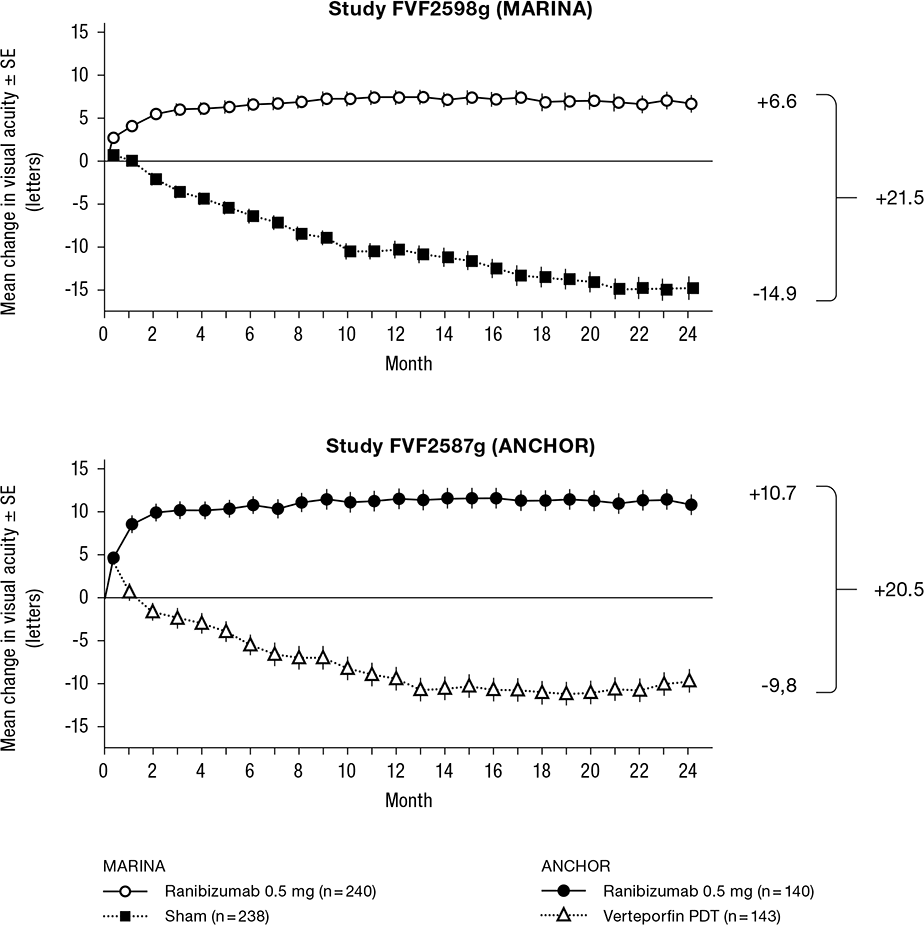 Study FVF2598g (MARINA)
Mean change in visual acuity ± SE
(letters)
15
10
5
0
-5
-10
-15
0 2 4 6 8 10 12 14 16 18 20 22 24
Month
+6.6
+21.5
-14.9
Study FVF2587g (ANCHOR)
Mean change in visual acuity ± SE
(letters)
15
10
5
0
-5
-10
-15
0 2 4 6 8 10 12 14 16 18 20 22 24
Month
+10.7
+20.5
-9.8
MARINA
Ranibizumab 0.5 mg (n=240)
Sham (n=238)
ANCHOR
Ranibizumab 0.5 mg (n=140)
Verteporfin PDT (n=143)